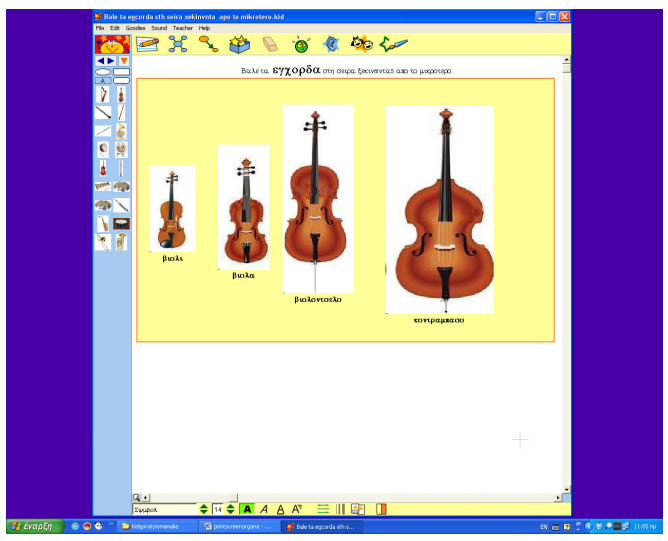 Bale ta egcorda sth seira xekinvnta apo to mikrotero.kid
File Edit Goodies Sound Teacher Help
Βαλε τα εγχορδα στη σειρα ξεκινωντας απο το μικροτερο.
βιολι
βιολα
βιολοντσελο
κοντραμπασο
Συμβολ
14
A A A A
έναρξη
kidspiratyionamalia
printscreenorgana - ...
Bale ta egcorda sth s...
EN
11:05 πμ